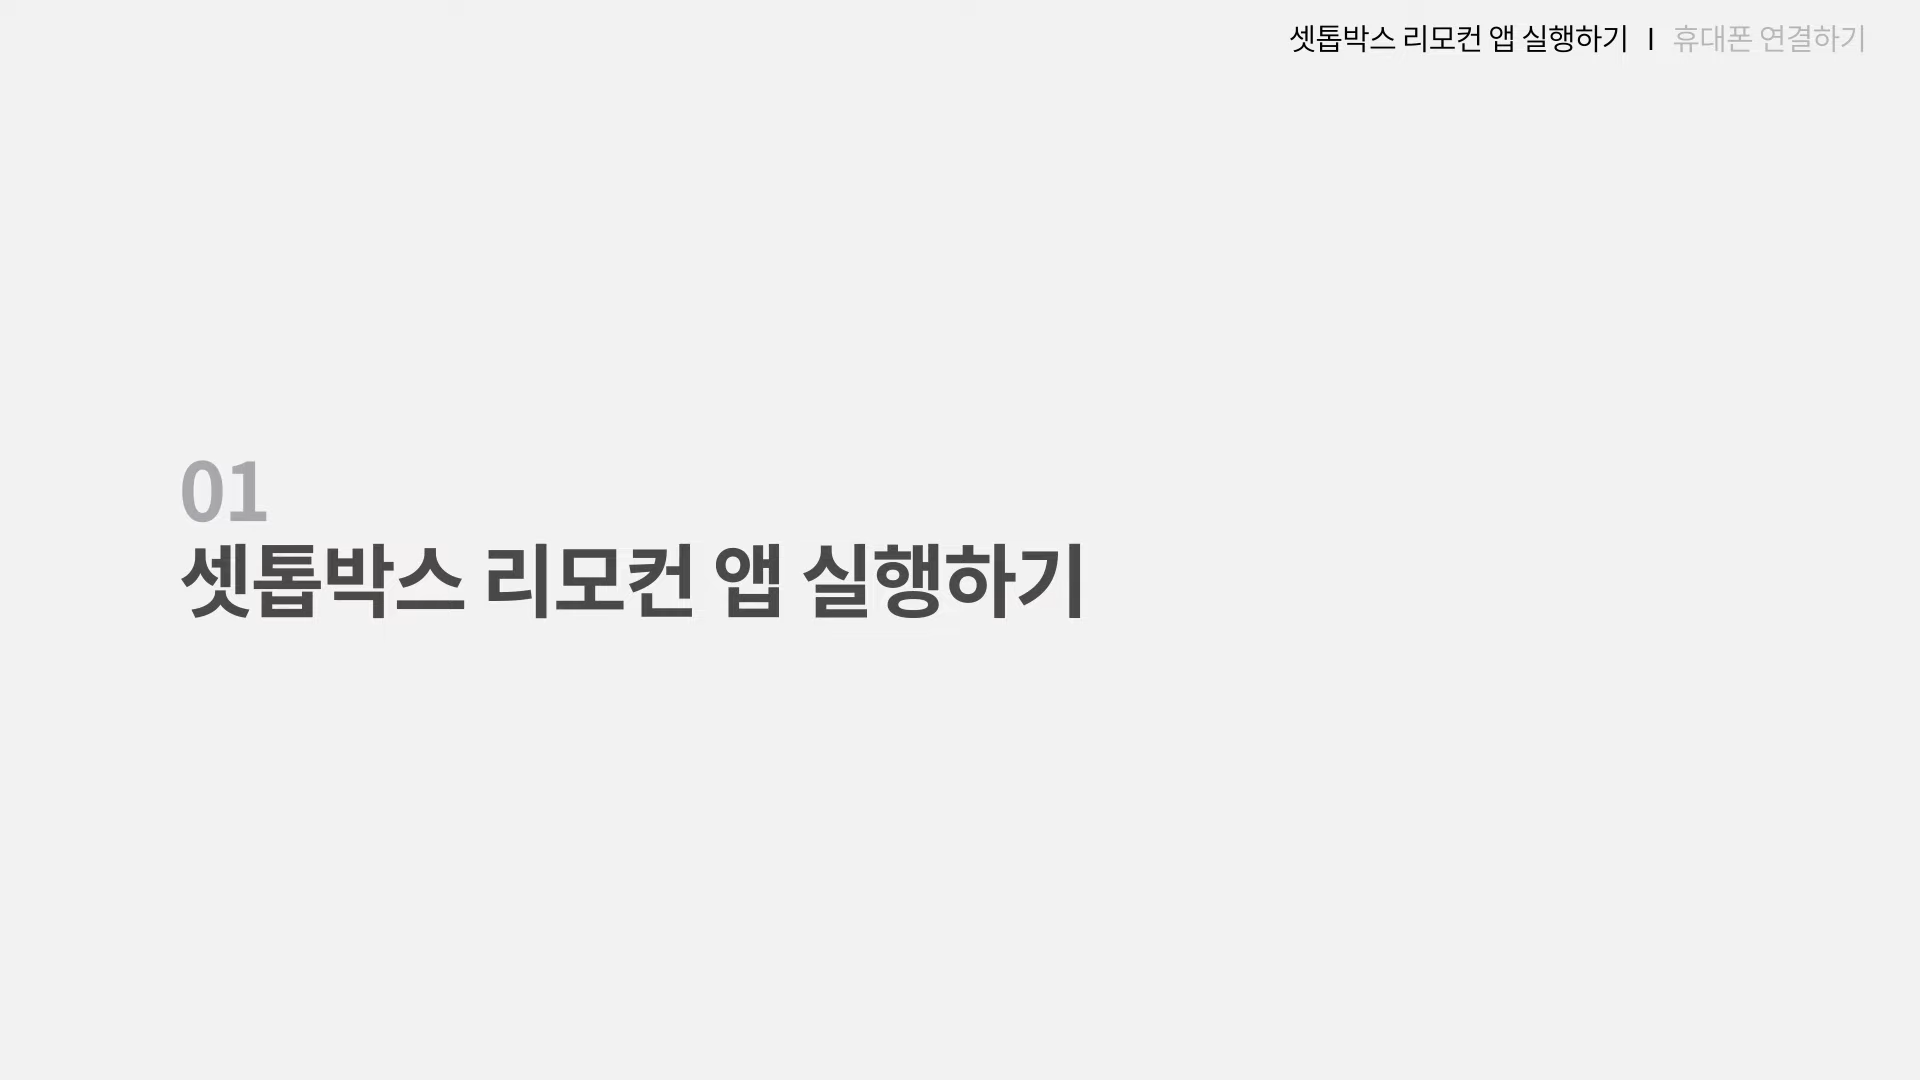 셋톱박스 리모컨 앱 실행하기 | 휴대폰 연결하기
01
셋톱박스 리모컨 앱 실행하기